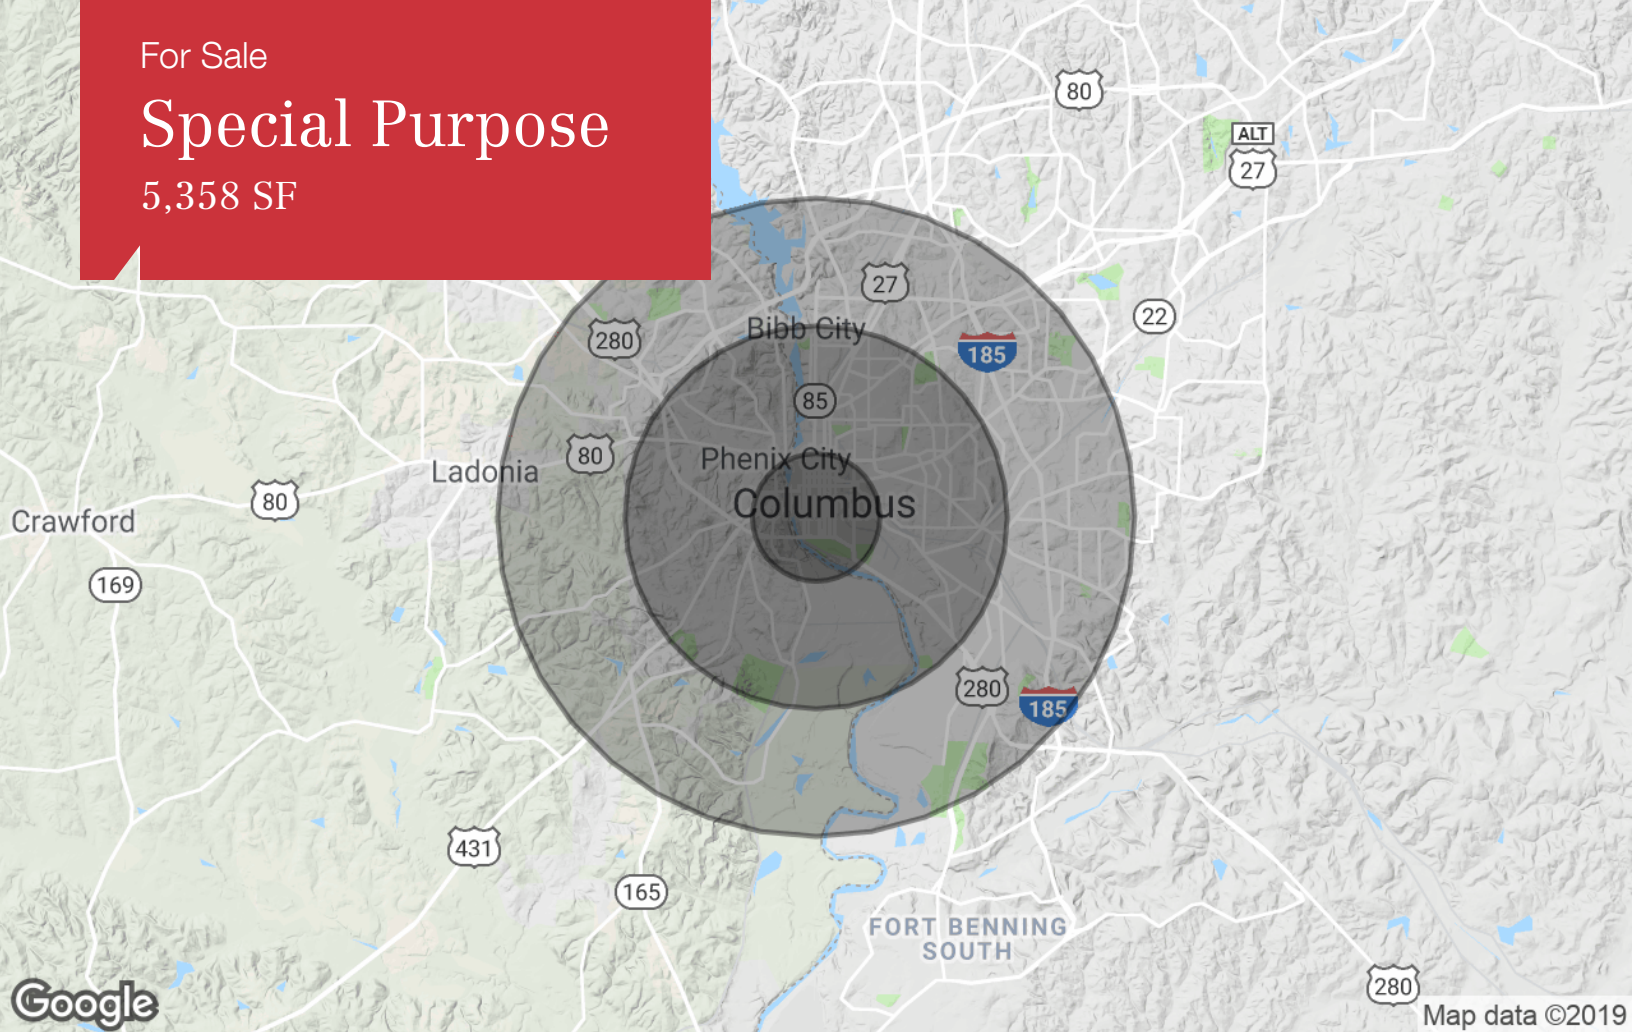 For Sale
Special Purpose
5,358 SF
80
ALT
27
27
22
Bibb City
280
185
85
80
Phenix City
Ladonia
Columbus
80
Crawford
169
280
185
431
165
FORT BENNING
SOUTH
280
Google
Map data ©2019